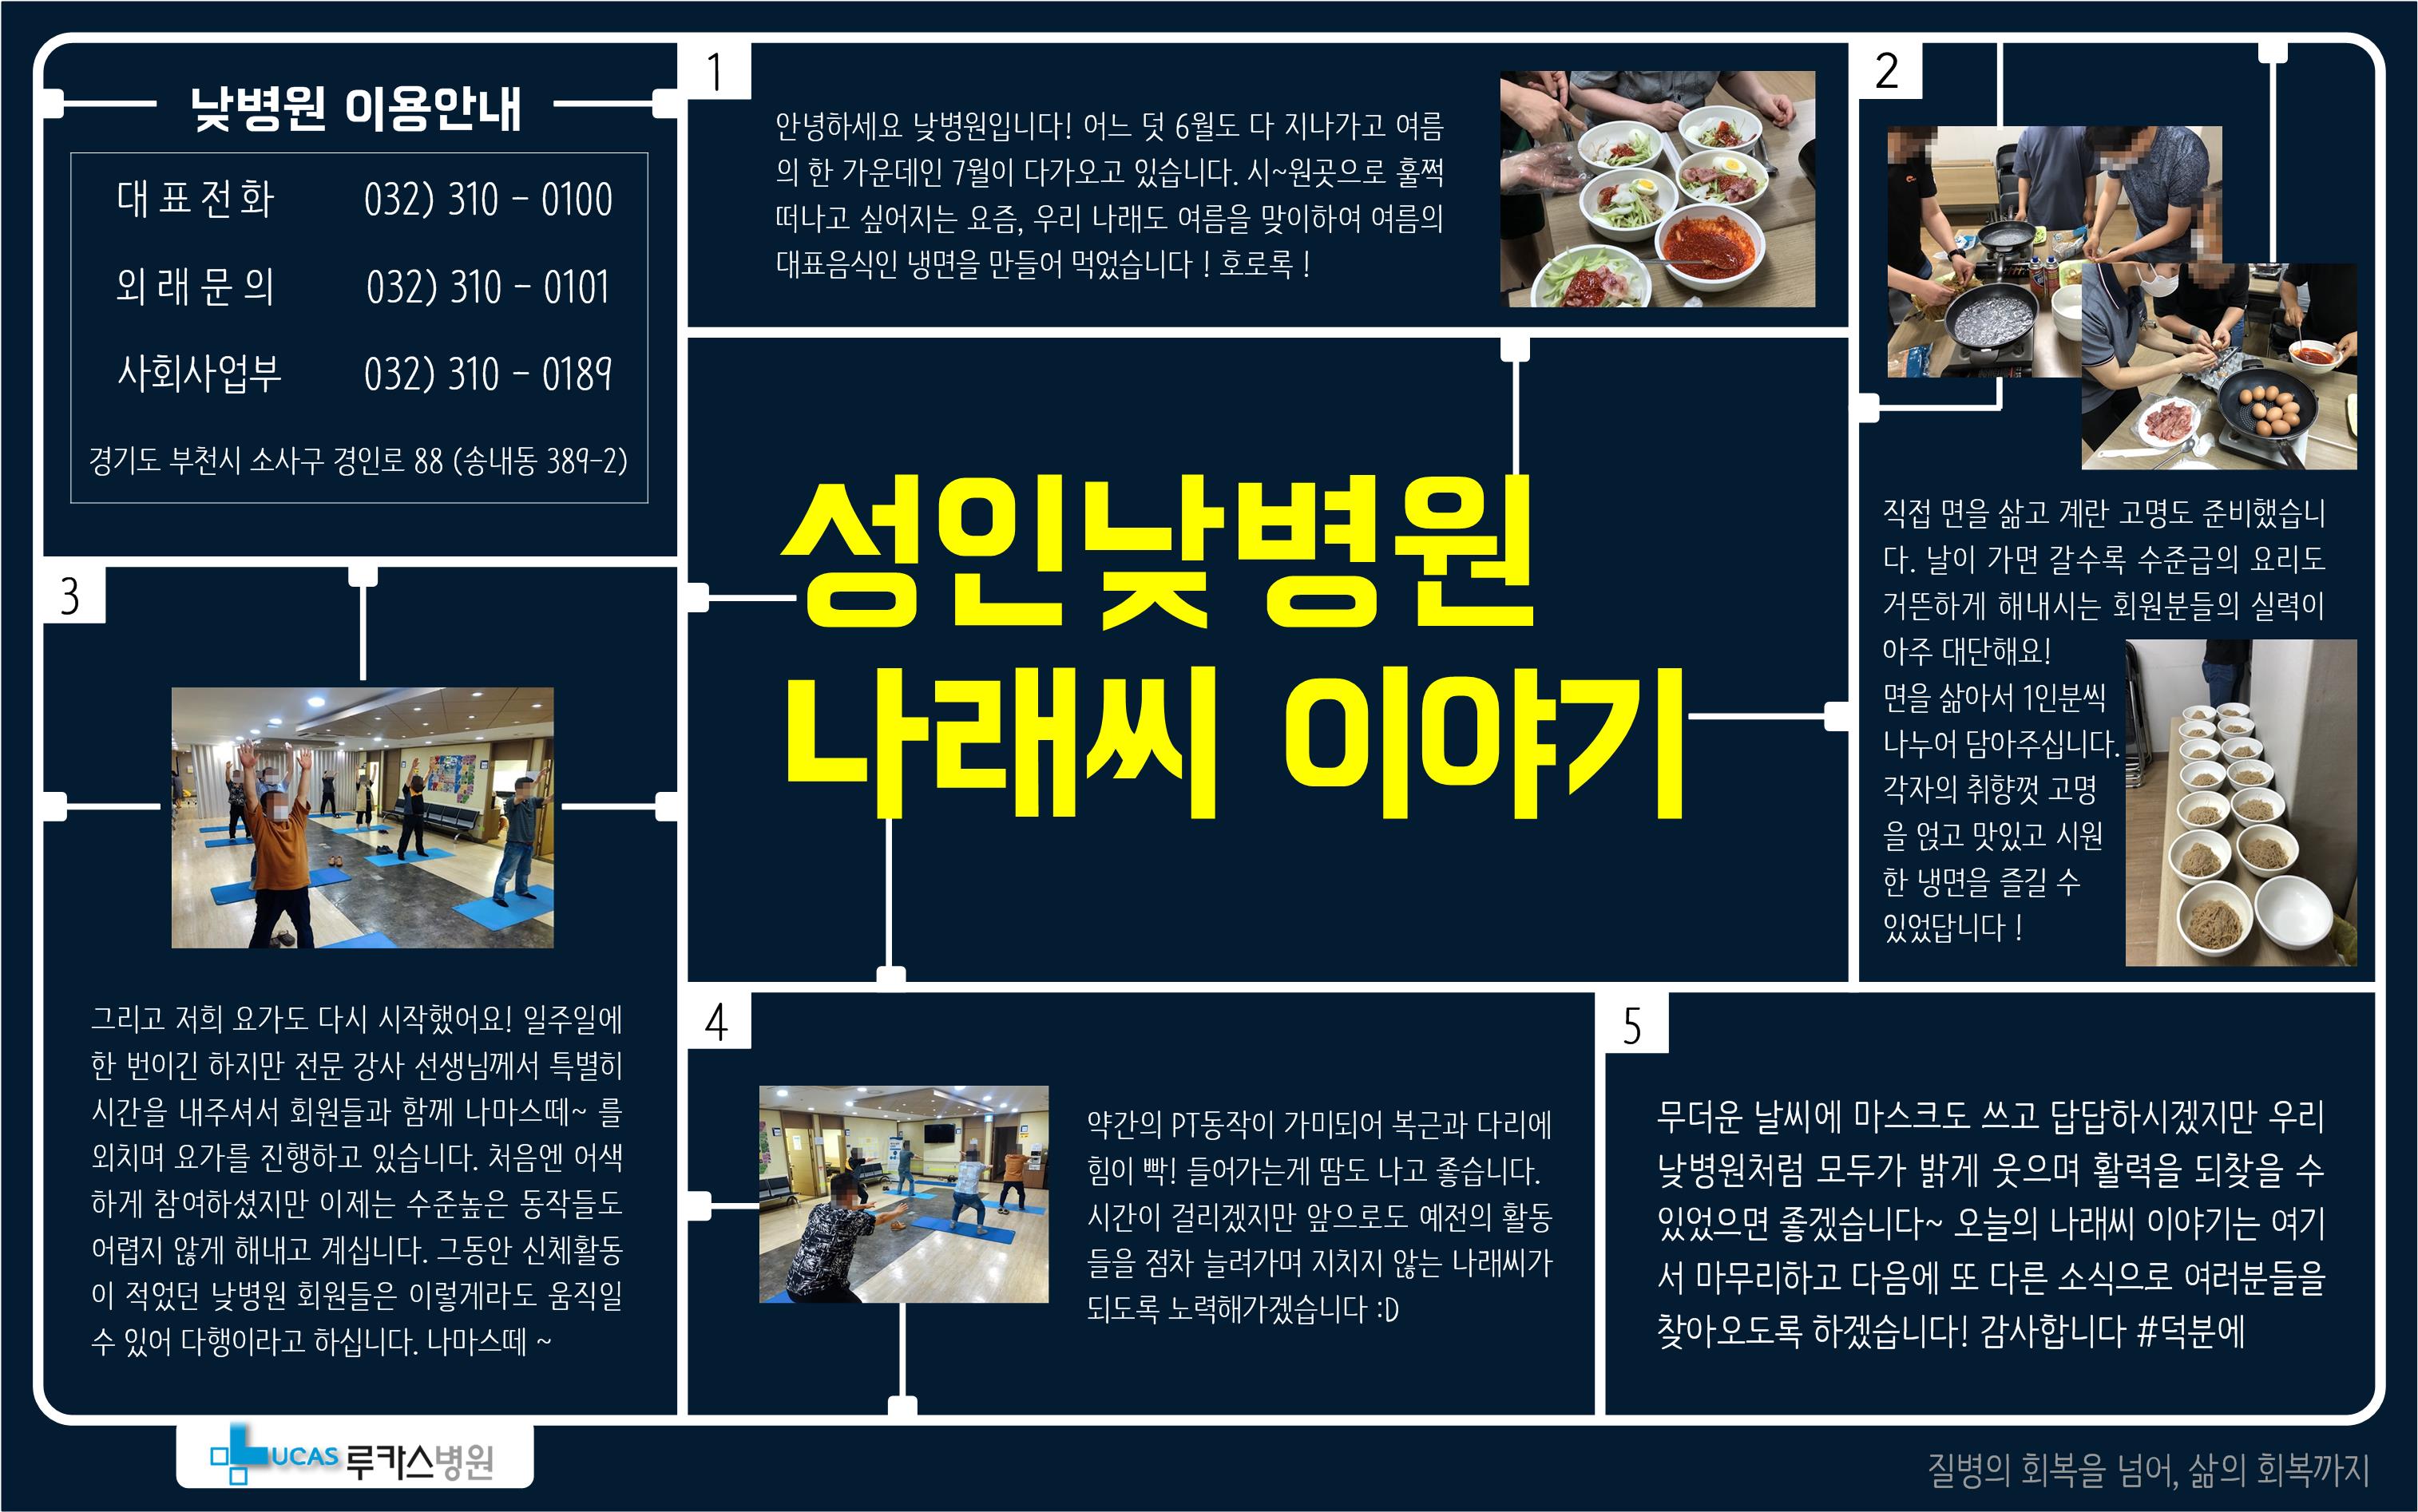 낮병원 이용안내
대표전화 032) 310 - 0100
외래문의 032) 310 - 0101
사회사업부 032) 310 - 0189
경기도 부천시 소사구 경인로 88 (송내동 389-2)
1
안녕하세요 낮병원입니다! 어느 덧 6월도 다 지나가고 여름
의 한 가운데인 7월이 다가오고 있습니다. 시~원곳으로 훌쩍
떠나고 싶어지는 요즘, 우리 나래도 여름을 맞이하여 여름의
대표음식인 냉면을 만들어 먹었습니다 ! 호로록 !
성인낮병원
나래씨 이야기
2
직접 면을 삶고 계란 고명도 준비했습니
다. 날이 가면 갈수록 수준급의 요리도
거뜬하게 해내시는 회원분들의 실력이
아주 대단해요!
면을 삶아서 1인분씩
나누어 담아주십니다.
각자의 취향껏 고명
을 얹고 맛있고 시원
한 냉면을 즐길 수
있었답니다 !
3
그리고 저희 요가도 다시 시작했어요! 일주일에
한 번이긴 하지만 전문 강사 선생님께서 특별히
시간을 내주셔서 회원들과 함께 나마스떼~ 를
외치며 요가를 진행하고 있습니다. 처음엔 어색
하게 참여하셨지만 이제는 수준높은 동작들도
어렵지 않게 해내고 계십니다. 그동안 신체활동
이 적었던 낮병원 회원들은 이렇게라도 움직일
수 있어 다행이라고 하십니다. 나마스떼 ~
4
약간의 PT동작이 가미되어 복근과 다리에
힘이 빡! 들어가는게 땀도 나고 좋습니다.
시간이 걸리겠지만 앞으로도 예전의 활동
들을 점차 늘려가며 지치지 않는 나래씨가
되도록 노력해가겠습니다 :D
5
무더운 날씨에 마스크도 쓰고 답답하시겠지만 우리
낮병원처럼 모두가 밝게 웃으며 활력을 되찾을 수
있었으면 좋겠습니다~ 오늘의 나래씨 이야기는 여기
서 마무리하고 다음에 또 다른 소식으로 여러분들을
찾아오도록 하겠습니다! 감사합니다 #덕분에
LUCAS 루카스병원
질병의 회복을 넘어, 삶의 회복까지